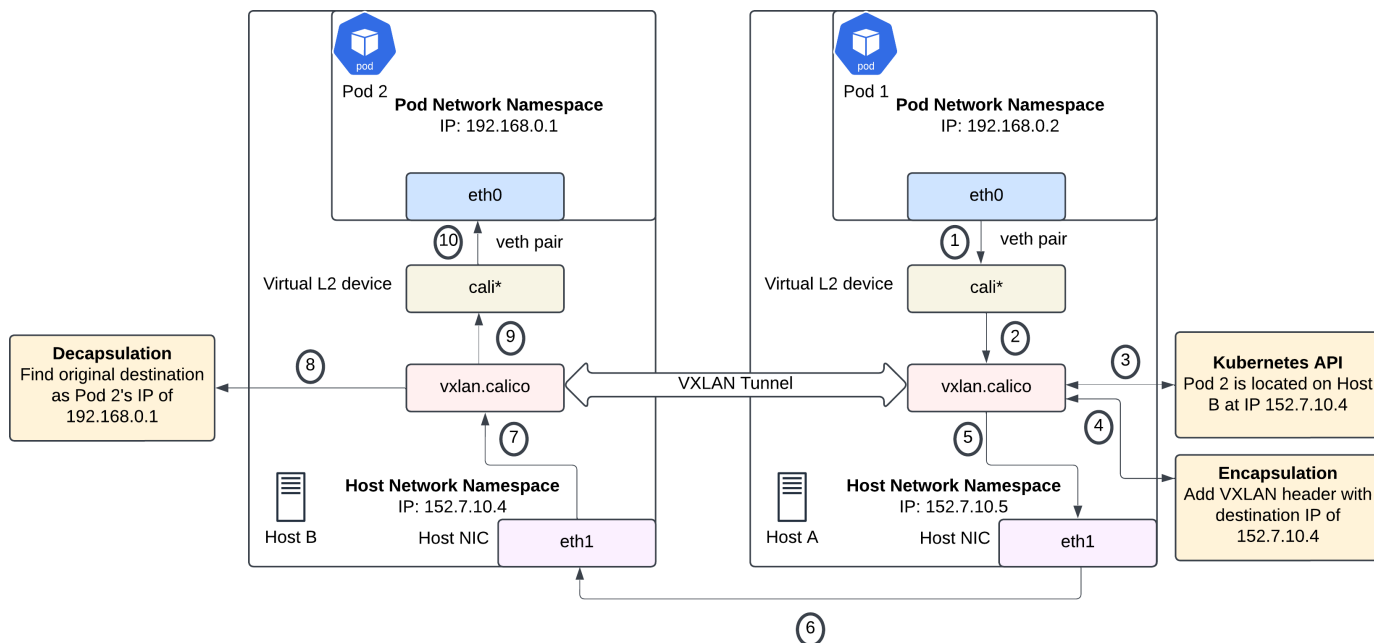 pod
Pod 2
Pod Network Namespace
IP: 192.168.0.1
eth0
10
veth pair
Virtual L2 device
cali*
9
Decapsulation
Find original destination
as Pod 2's IP of
192.168.0.1
8
vxlan.calico
7
Host Network Namespace
IP: 152.7.10.4
Host B
Host NIC
eth1
VXLAN Tunnel
6
pod
Pod 1
Pod Network Namespace
IP: 192.168.0.2
eth0
1
veth pair
Virtual L2 device
cali*
2
vxlan.calico
3
Kubernetes API
Pod 2 is located on Host
B at IP 152.7.10.4
4
5
Encapsulation
Add VXLAN header with
destination IP of
152.7.10.4
Host Network Namespace
IP: 152.7.10.5
Host A
Host NIC
eth1